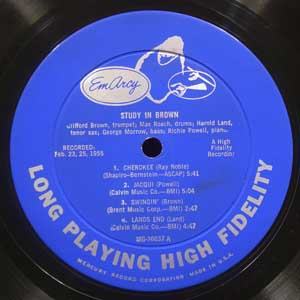 EmArcy
STUDY IN BROWN
Clifford Brown, trumpet; Max Roach, drums; Harold Land,
tenor sax; George Morrow, bass; Richie Powell, piano.
RECORDED:
Feb. 23, 25, 1955
A High
Fidelity
Recording
1. CHEROKEE (Ray Noble)
(Shapiro-Bernstein—ASCAP) 5:41
2. JACQUI (Powell)
(Calvin Music Co.—BMI) 5:04
3. SWINGIN' (Brown)
(Brent Music Corp.—BMI) 2:47
4. LANDS END (Land)
(Calvin Music Co.—BMI) 4:47
MG-36037 A
LONG PLAYING HIGH FIDELITY
MERCURY RECORD CORPORATION MADE IN U.S.A.